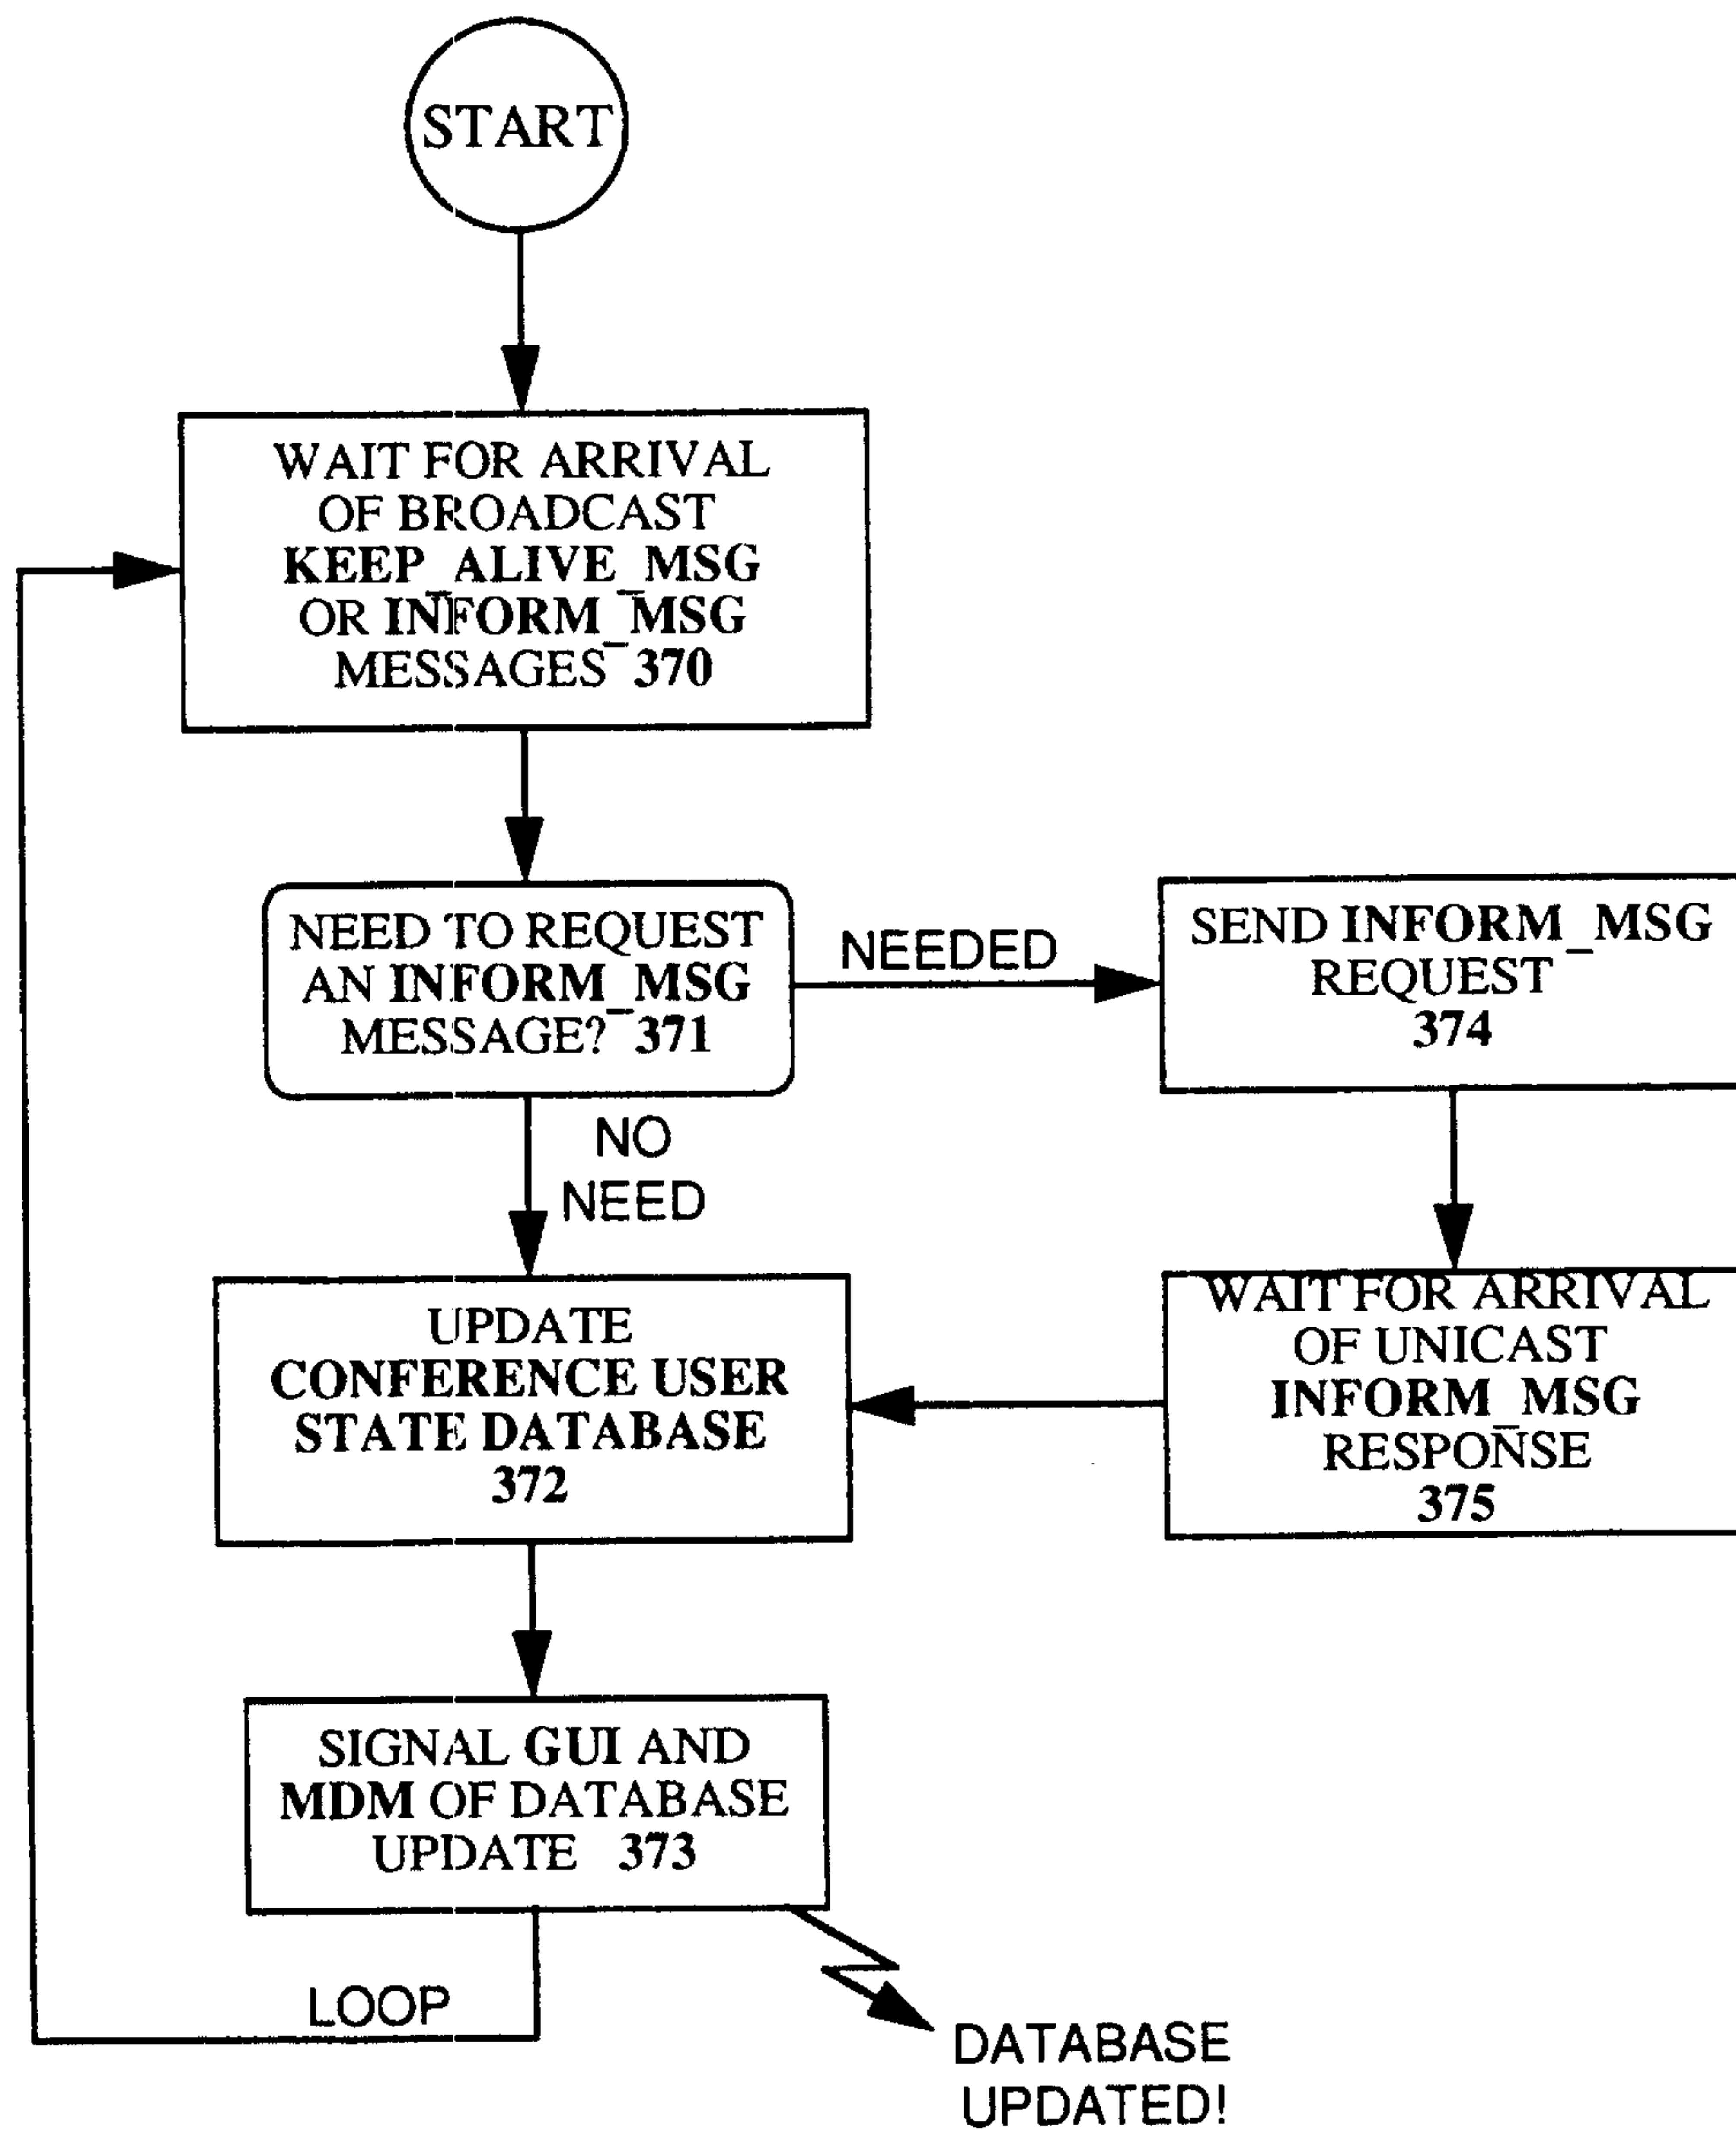 START
WAIT FOR ARRIVAL
OF BROADCAST
KEEP_ALIVE_MSG
OR INFORM_MSG
MESSAGES 370
NEED TO REQUEST
AN INFORM_MSG
MESSAGE? 371
NEEDED
SEND INFORM_MSG
REQUEST
374
NO
NEED
UPDATE
CONFERENCE USER
STATE DATABASE
372
WAIT FOR ARRIVAL
OF UNICAST
INFORM_MSG
RESPONSE
375
SIGNAL GUI AND
MDM OF DATABASE
UPDATE 373
LOOP
DATABASE
UPDATED!